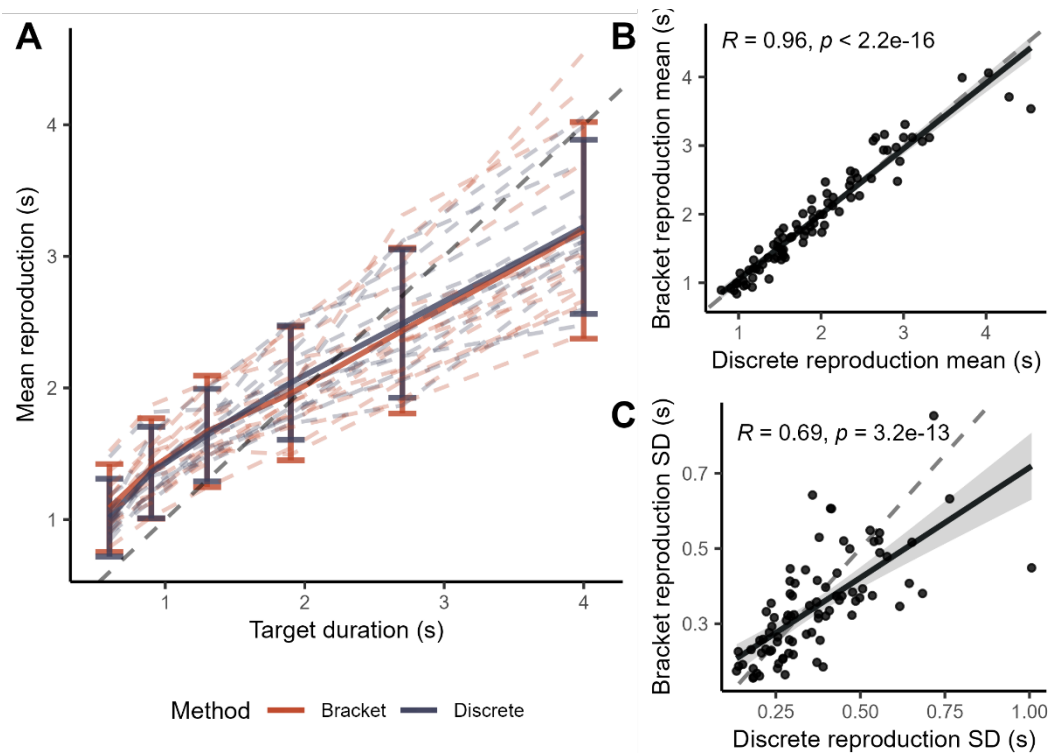 A
Mean reproduction (s)
4
3
2
1
1
2
3
4
Target duration (s)
Method
Bracket
Discrete
B
R = 0.96, p < 2.2e-16
Bracket reproduction mean (s)
4
3
2
1
1
2
3
4
Discrete reproduction mean (s)
C
R = 0.69, p = 3.2e-13
Bracket reproduction SD (s)
0.7
0.5
0.3
0.25
0.50
0.75
1.00
Discrete reproduction SD (s)